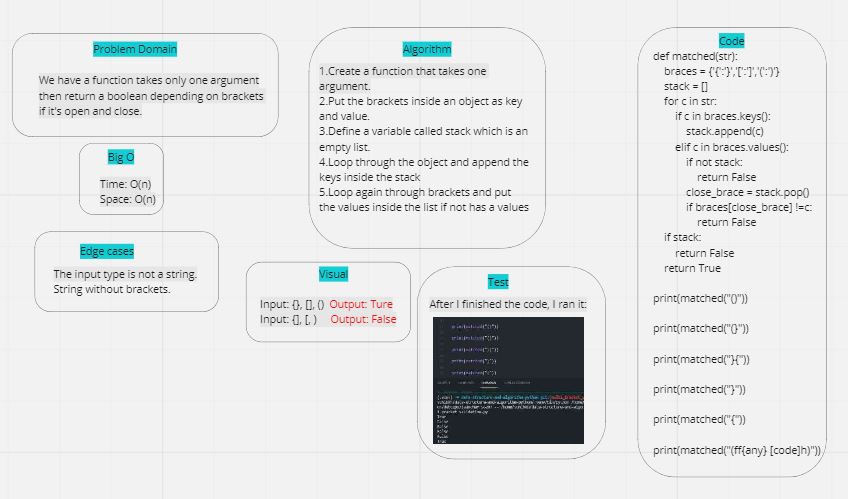 Problem Domain
We have a function takes only one argument
then return a boolean depending on brackets
if it's open and close.
Big O
Time: O(n)
Space: O(n)
Edge cases
The input type is not a string.
String without brackets.
Algorithm
1.Create a function that takes one
argument.
2.Put the brackets inside an object as key
and value.
3.Define a variable called stack which is an
empty list.
4.Loop through the object and append the
keys inside the stack
5.Loop again through brackets and put
the values inside the list if not has a values
Visual
Input: {}, [], () Output: Ture
Input: {], [, ) Output: False
Test
After I finished the code, I ran it:
True
False
False
False
False
True
Code
def matched(str):
braces = {'{':'}','[':']','(':')'}
stack = []
for c in str:
if c in braces.keys():
stack.append(c)
elif c in braces.values():
if not stack:
return False
close_brace = stack.pop()
if braces[close_brace] !=c:
return False
if stack:
return False
return True
print(matched("()"))
print(matched("(}"))
print(matched("}{"))
print(matched("}"))
print(matched("{"))
print(matched("(ff{any} [code]h)"))